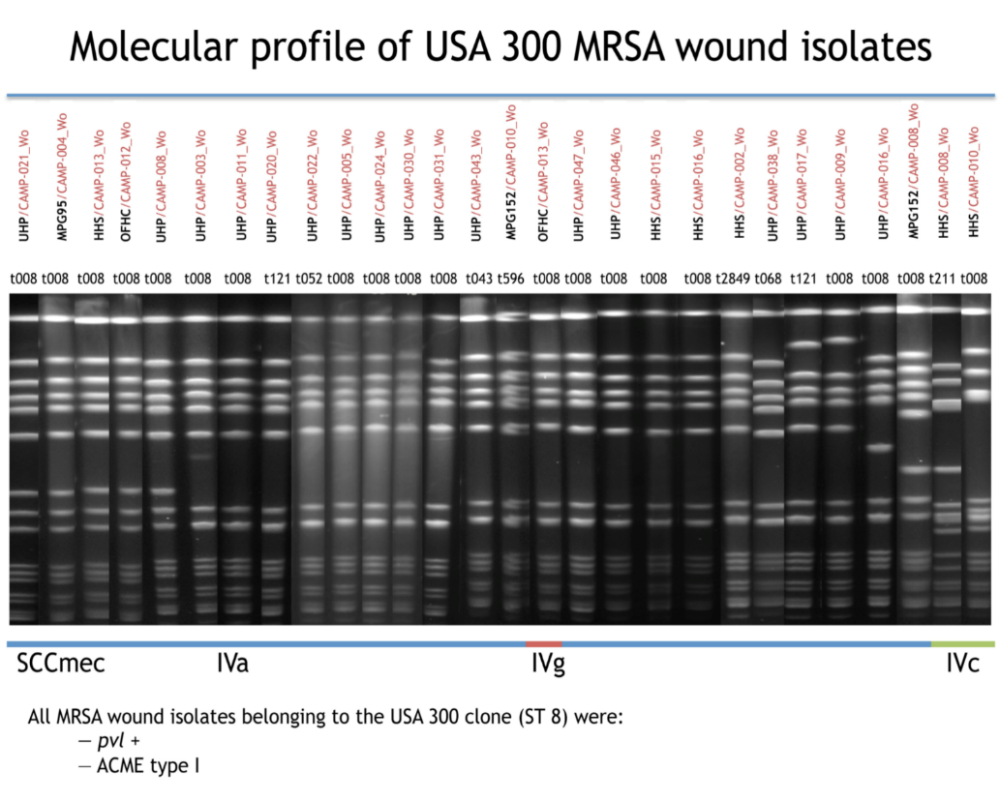 Molecular profile of USA 300 MRSA wound isolates
UHP/CAMP-021_Wo
MPG95/CAMP-004_Wo
HHS/CAMP-013_Wo
OFHC/CAMP-012_Wo
UHP/CAMP-008_Wo
UHP/CAMP-003_Wo
UHP/CAMP-011_Wo
UHP/CAMP-020_Wo
UHP/CAMP-022_Wo
UHP/CAMP-005_Wo
UHP/CAMP-024_Wo
UHP/CAMP-030_Wo
UHP/CAMP-031_Wo
UHP/CAMP-043_Wo
MPG152/CAMP-010_Wo
OFHC/CAMP-013_Wo
UHP/CAMP-047_Wo
UHP/CAMP-046_Wo
HHS/CAMP-015_Wo
HHS/CAMP-016_Wo
HHS/CAMP-002_Wo
UHP/CAMP-038_Wo
UHP/CAMP-017_Wo
UHP/CAMP-009_Wo
UHP/CAMP-016_Wo
MPG152/CAMP-008_Wo
HHS/CAMP-008_Wo
HHS/CAMP-010_Wo
t008 t008 t008 t008 t008 t008 t008 t121 t052 t008 t008 t008 t008 t043 t596 t008 t008 t008 t008 t008 t2849 t068 t121 t008 t008 t008 t211 t008
SCCmec IVa IVg IVc
All MRSA wound isolates belonging to the USA 300 clone (ST 8) were:
– pvl +
– ACME type I